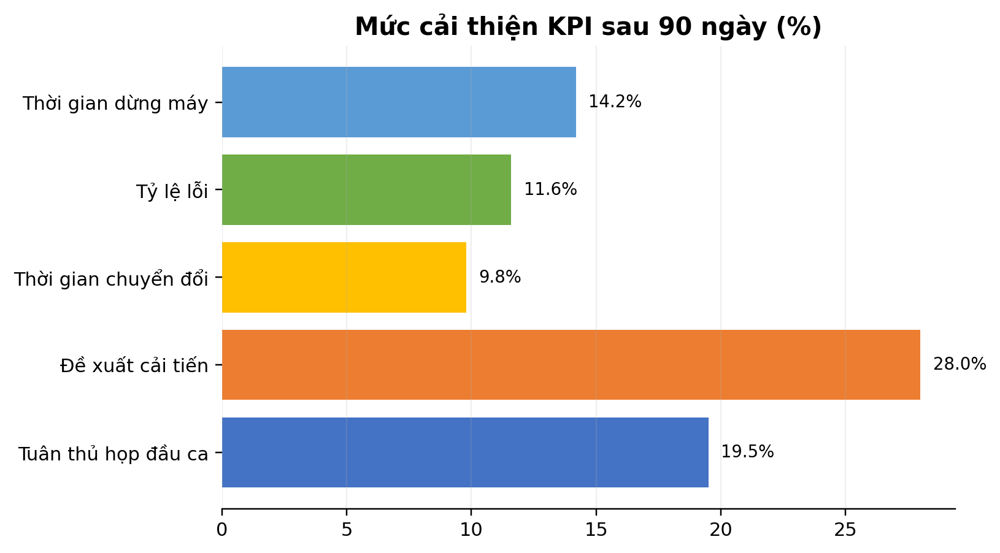 Mức cải thiện KPI sau 90 ngày (%)
Thời gian dừng máy
14.2%
Tỷ lệ lỗi
11.6%
Thời gian chuyển đổi
9.8%
Đề xuất cải tiến
28.0%
Tuân thủ họp đầu ca
19.5%
0 5 10 15 20 25